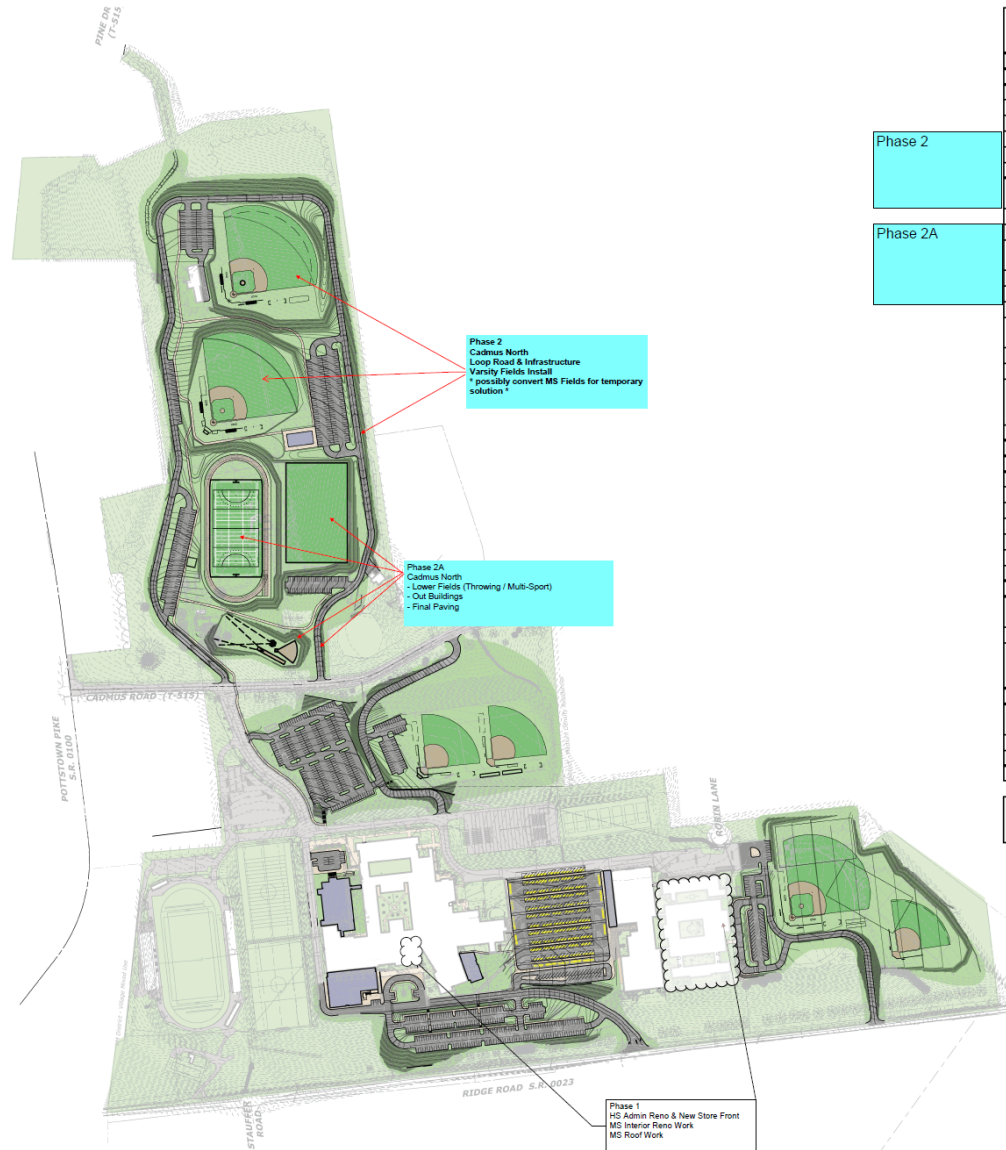 PINE DR
(T-515
Phase 2
Phase 2A
Phase 2
Cadmus North
Loop Road & Infrastructure
Varsity Fields Install
* possibly convert MS Fields for temporary
solution *
Phase 2A
Cadmus North
- Lower Fields (Throwing / Multi-Sport)
- Out Buildings
- Final Paving
CADMUS ROAD (T-515)
POTTSTOWN PIKE
S.R. 0100
ROBIN LANE
RIDGE ROAD S.R. 0023
STAUFFER
ROAD
Phase 1
HS Admin Reno & New Store Front
MS Interior Reno Work
MS Roof Work